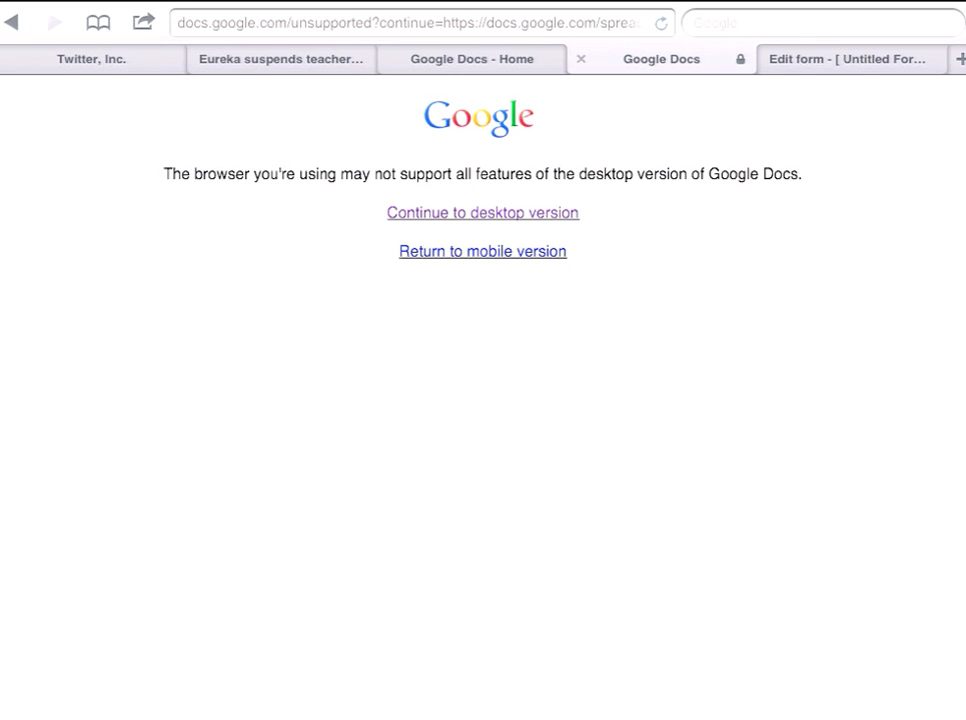 docs.google.com/unsupported?continue=https://docs.google.com/sprea
Google
Twitter, Inc.
Eureka suspends teacher...
Google Docs - Home
Google Docs
Edit form - [ Untitled For...
Google
The browser you're using may not support all features of the desktop version of Google Docs.
Continue to desktop version
Return to mobile version